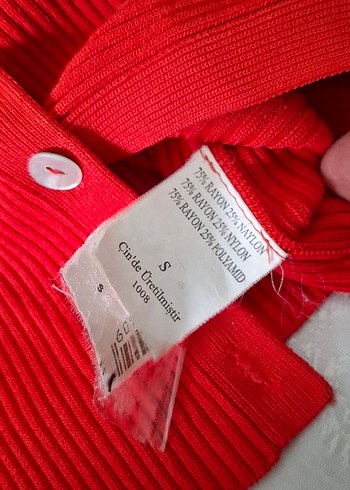 75% RAYON 25% NAYLON
75% RAYON 25% NYLON
75% RAYON 25% POLYAMID
S
Çin'de Üretilmiştir
1008
S